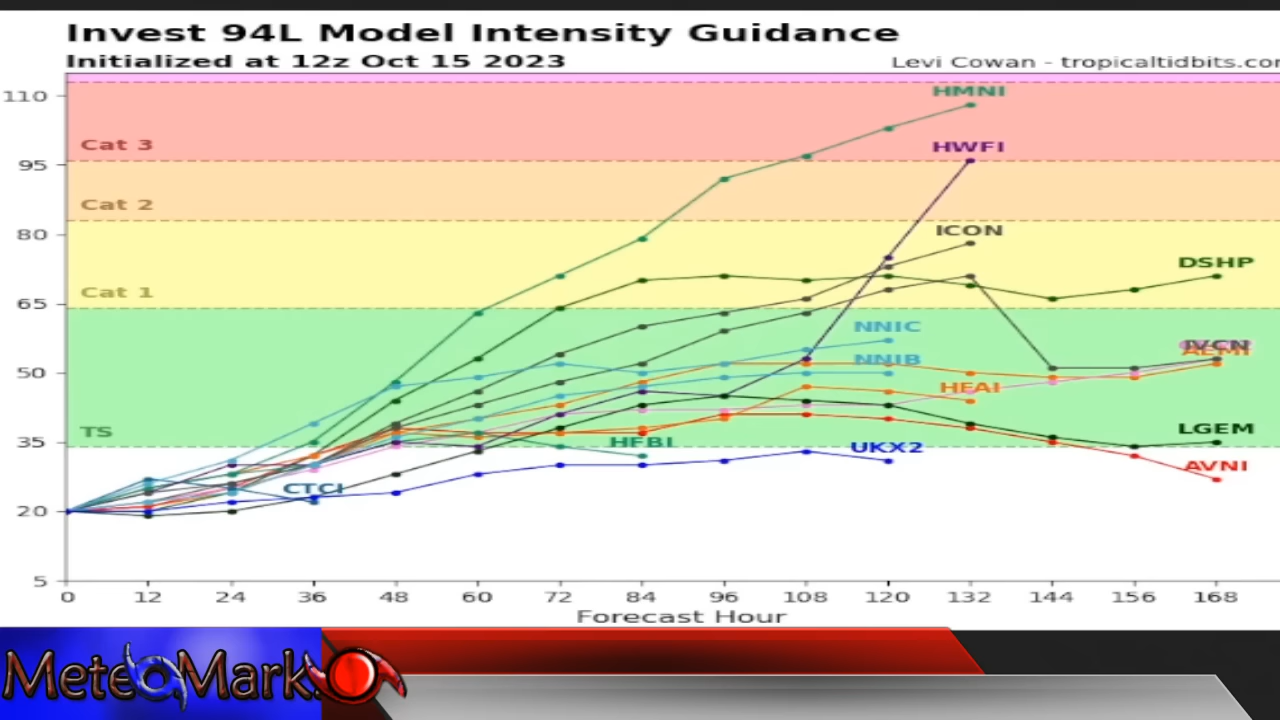 Invest 94L Model Intensity Guidance
Initialized at 12z Oct 15 2023
Levi Cowan - tropicaltidbits.cor
110
HMNI
Cat 3
HWFI
95
Cat 2
80
ICON
DSHP
Cat 1
65
NNIC
IVCN
AEMI
NNIB
50
HEAI
TS
35
HFBI
UKX2
LGEM
AVNI
CTCI
20
5
0 12 24 36 48 60 72 84 96 108 120 132 144 156 168
Forecast Hour
MeteoMark